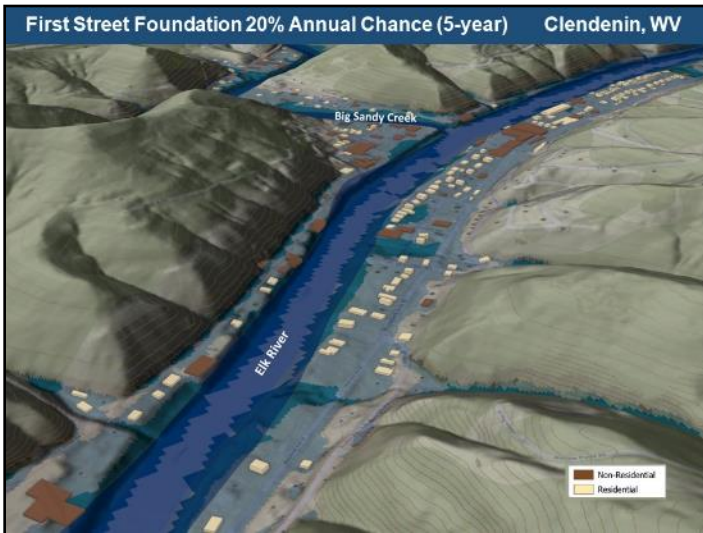 First Street Foundation 20% Annual Chance (5-year) Clendenin, WV
Big Sandy Creek
Elk River
Non-Residential
Residential